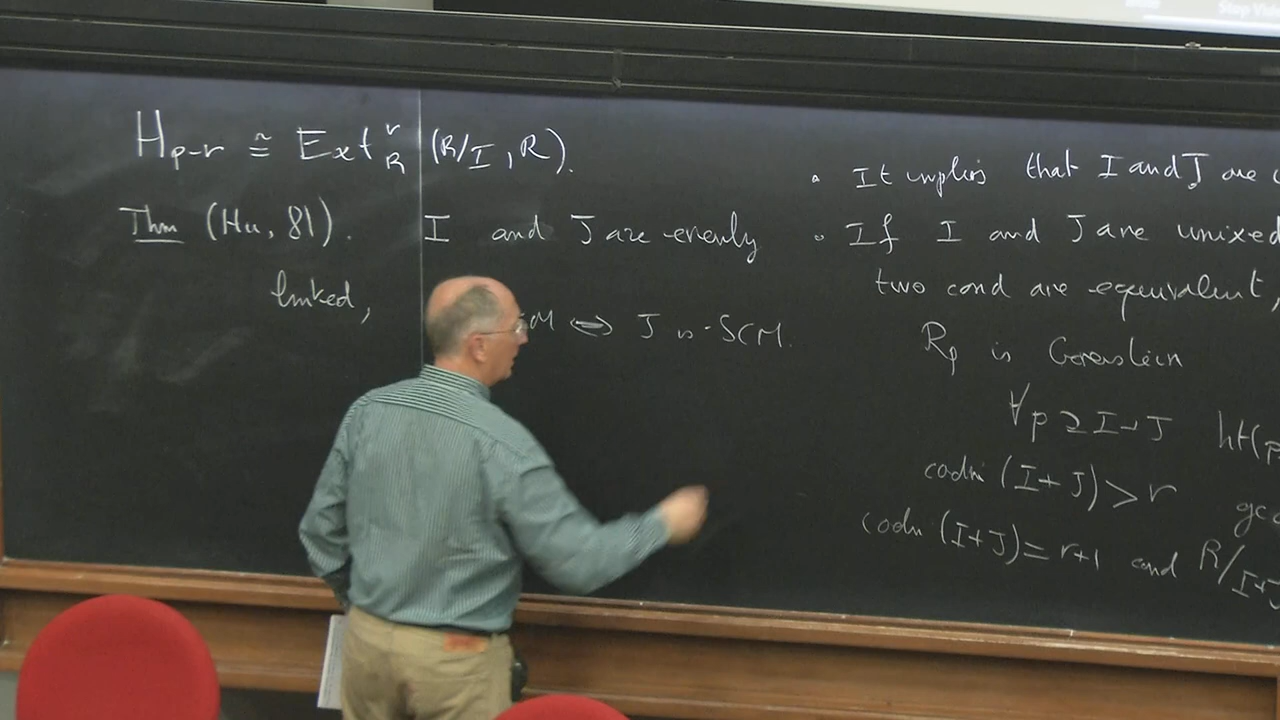 H_{p-r} ≅ Ext^r_R (R/I, R).
Thm (Hu, 81). I and J are evenly
linked,
M ⇔ J is SCM.
• It implies that I and J are
• If I and J are unixed
two cond are equivalent,
R_p is Gorenstein
∀ p ⊇ I + J ht(p
codim (I+J) > r
codim (I+J) = r+1 and R/I+J